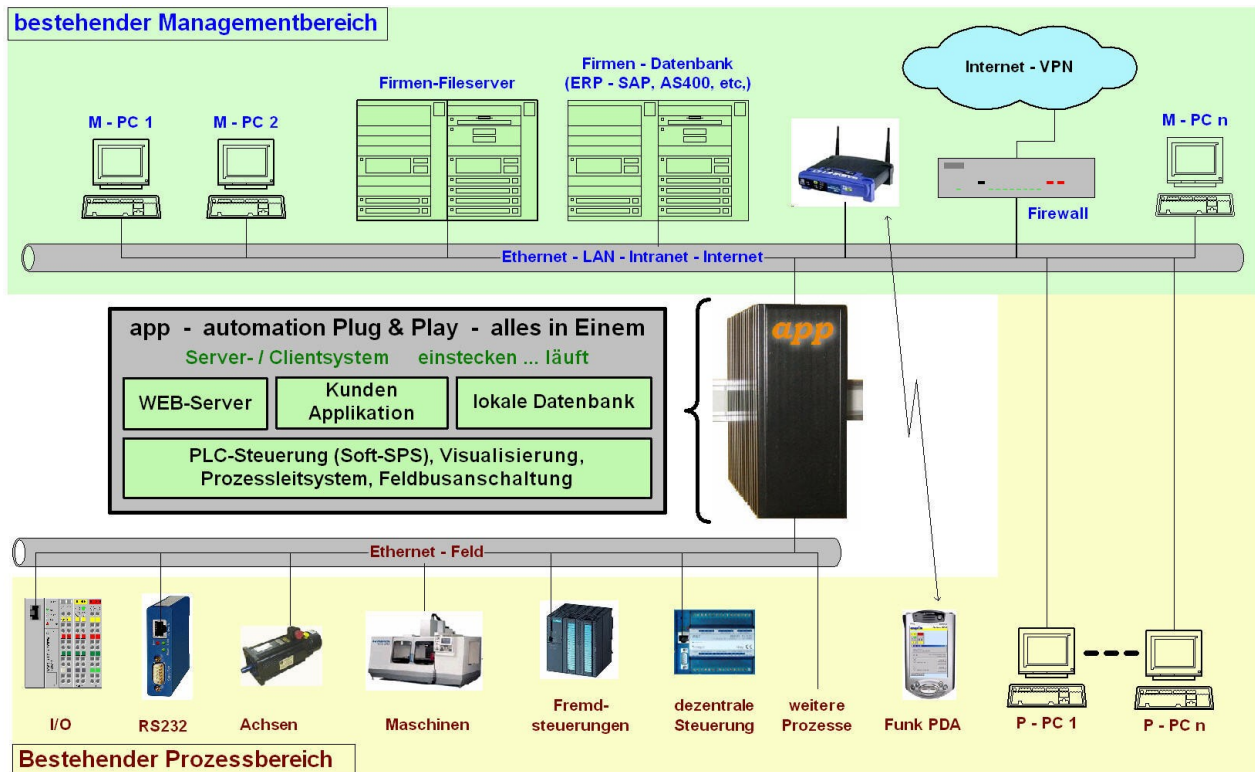 bestehender Managementbereich
Firmen-Fileserver
Firmen - Datenbank
(ERP - SAP, AS400, etc,)
Internet - VPN
M - PC 1
M - PC 2
M - PC n
Firewall
Ethernet - LAN - Intranet - Internet
app - automation Plug & Play - alles in Einem
Server- / Clientsystem einstecken ... läuft
WEB-Server
Kunden
Applikation
lokale Datenbank
PLC-Steuerung (Soft-SPS), Visualisierung,
Prozessleitsystem, Feldbusanschaltung
app
Ethernet - Feld
I/O
RS232
Achsen
Maschinen
Fremd-
steuerungen
dezentrale
Steuerung
weitere
Prozesse
Funk PDA
P - PC 1
P - PC n
Bestehender Prozessbereich